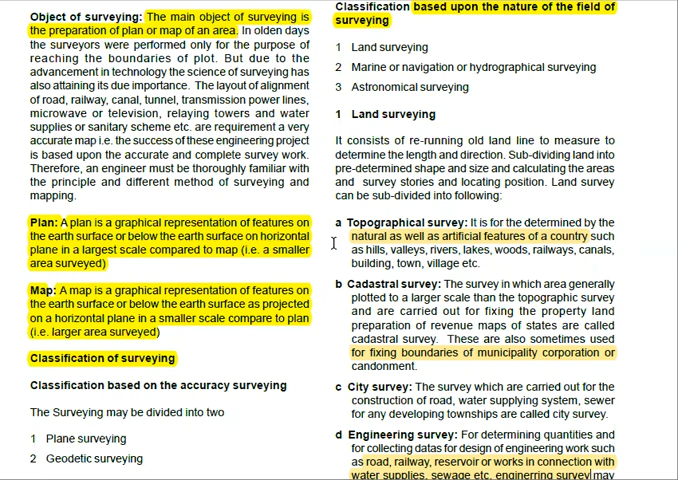 Object of surveying: The main object of surveying is
the preparation of plan or map of an area. In olden days
the surveyors were performed only for the purpose of
reaching the boundaries of plot. But due to the
advancement in technology the science of surveying has
also attaining its due importance. The layout of alignment
of road, railway, canal, tunnel, transmission power lines,
microwave or television, relaying towers and water
supplies or sanitary scheme etc. are requirement a very
accurate map i.e. the success of these engineering project
is based upon the accurate and complete survey work.
Therefore, an engineer must be thoroughly familiar with
the principle and different method of surveying and
mapping.
Plan: A plan is a graphical representation of features on
the earth surface or below the earth surface on horizontal
plane in a largest scale compared to map (i.e. a smaller
area surveyed)
Map: A map is a graphical representation of features on
the earth surface or below the earth surface as projected
on a horizontal plane in a smaller scale compare to plan
(i.e. larger area surveyed)
Classification of surveying
Classification based on the accuracy surveying
The Surveying may be divided into two
1 Plane surveying
2 Geodetic surveying
Classification based upon the nature of the field of
surveying
1 Land surveying
2 Marine or navigation or hydrographical surveying
3 Astronomical surveying
1 Land surveying
It consists of re-running old land line to measure to
determine the length and direction. Sub-dividing land into
pre-determined shape and size and calculating the areas
and survey stories and locating position. Land survey
can be sub-divided into following:
a Topographical survey: It is for the determined by the
natural as well as artificial features of a country such
as hills, valleys, rivers, lakes, woods, railways, canals,
building, town, village etc.
b Cadastral survey: The survey in which area generally
plotted to a larger scale than the topographic survey
and are carried out for fixing the property land
preparation of revenue maps of states are called
cadastral survey. These are also sometimes used
for fixing boundaries of municipality corporation or
candonment.
c City survey: The survey which are carried out for the
construction of road, water supplying system, sewer
for any developing townships are called city survey.
d Engineering survey: For determining quantities and
for collecting datas for design of engineering work such
as road, railway, reservoir or works in connection with
water supplies, sewage etc. enginerring survey may